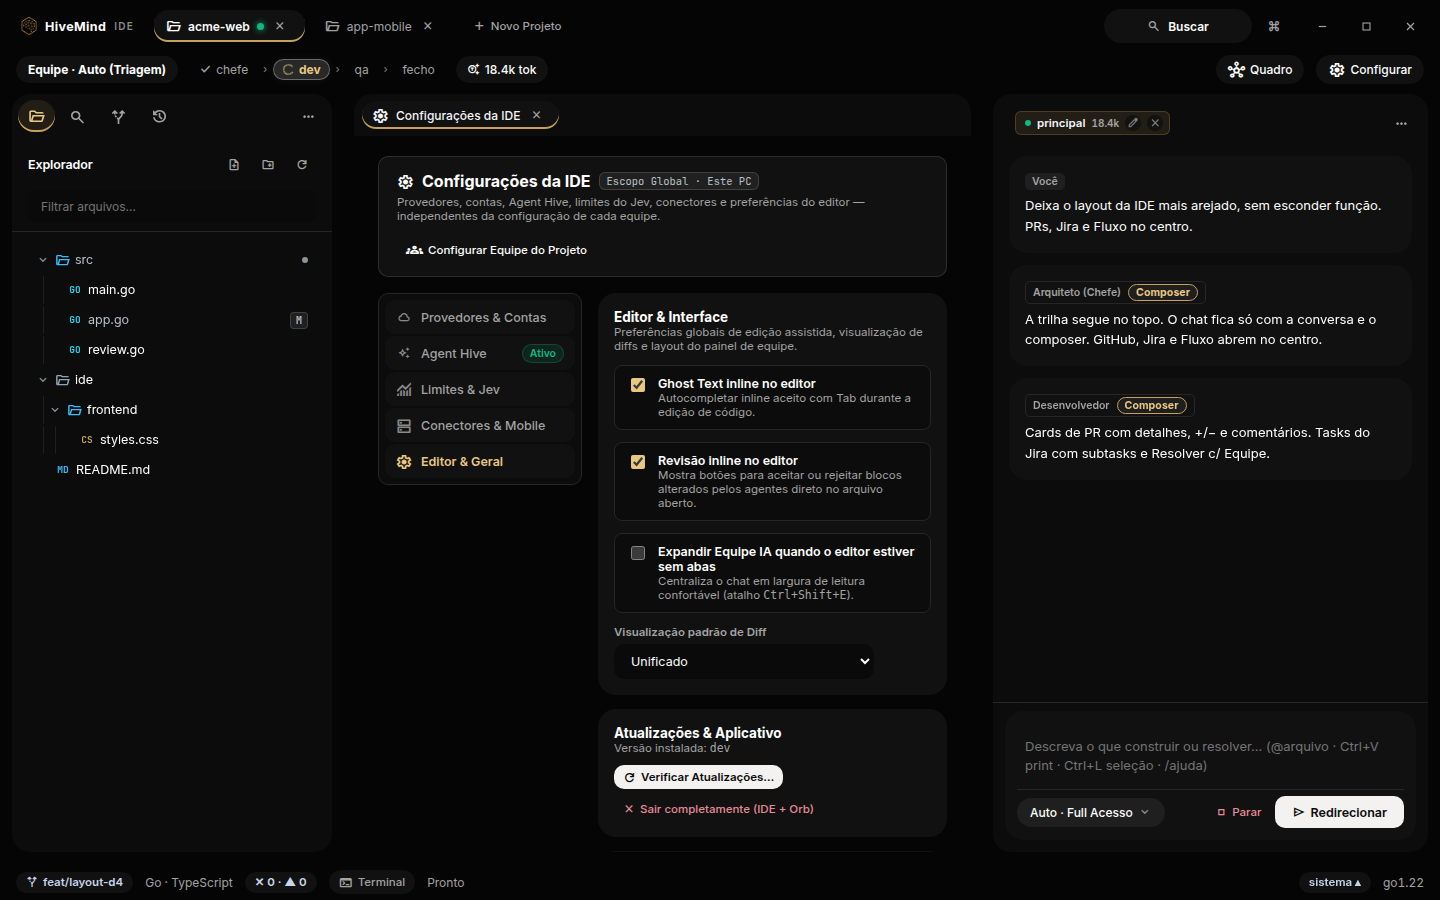 HiveMind IDE
acme-web
app-mobile
Novo Projeto
Buscar
Equipe · Auto (Triagem)
chefe
dev
qa
fecho
18.4k tok
Quadro
Configurar
Explorador
Filtrar arquivos...
src
GO main.go
GO app.go M
GO review.go
ide
frontend
CS styles.css
MD README.md
Configurações da IDE
Configurações da IDE Escopo Global · Este PC
Provedores, contas, Agent Hive, limites do Jev, conectores e preferências do editor —
independentes da configuração de cada equipe.
Configurar Equipe do Projeto
Provedores & Contas
Agent Hive Ativo
Limites & Jev
Conectores & Mobile
Editor & Geral
Editor & Interface
Preferências globais de edição assistida, visualização de
diffs e layout do painel de equipe.
Ghost Text inline no editor
Autocompletar inline aceito com Tab durante a
edição de código.
Revisão inline no editor
Mostra botões para aceitar ou rejeitar blocos
alterados pelos agentes direto no arquivo
aberto.
Expandir Equipe IA quando o editor estiver
sem abas
Centraliza o chat em largura de leitura
confortável (atalho Ctrl+Shift+E).
Visualização padrão de Diff
Unificado
Atualizações & Aplicativo
Versão instalada: dev
Verificar Atualizações...
Sair completamente (IDE + Orb)
principal 18.4k
Você
Deixa o layout da IDE mais arejado, sem esconder função.
PRs, Jira e Fluxo no centro.
Arquiteto (Chefe) Composer
A trilha segue no topo. O chat fica só com a conversa e o
composer. GitHub, Jira e Fluxo abrem no centro.
Desenvolvedor Composer
Cards de PR com detalhes, +/− e comentários. Tasks do
Jira com subtasks e Resolver c/ Equipe.
Descreva o que construir ou resolver... (@arquivo · Ctrl+V
print · Ctrl+L seleção · /ajuda)
Auto · Full Acesso
Parar
Redirecionar
feat/layout-d4
Go · TypeScript
✕ 0 · ▲ 0
Terminal
Pronto
sistema ▴
go1.22